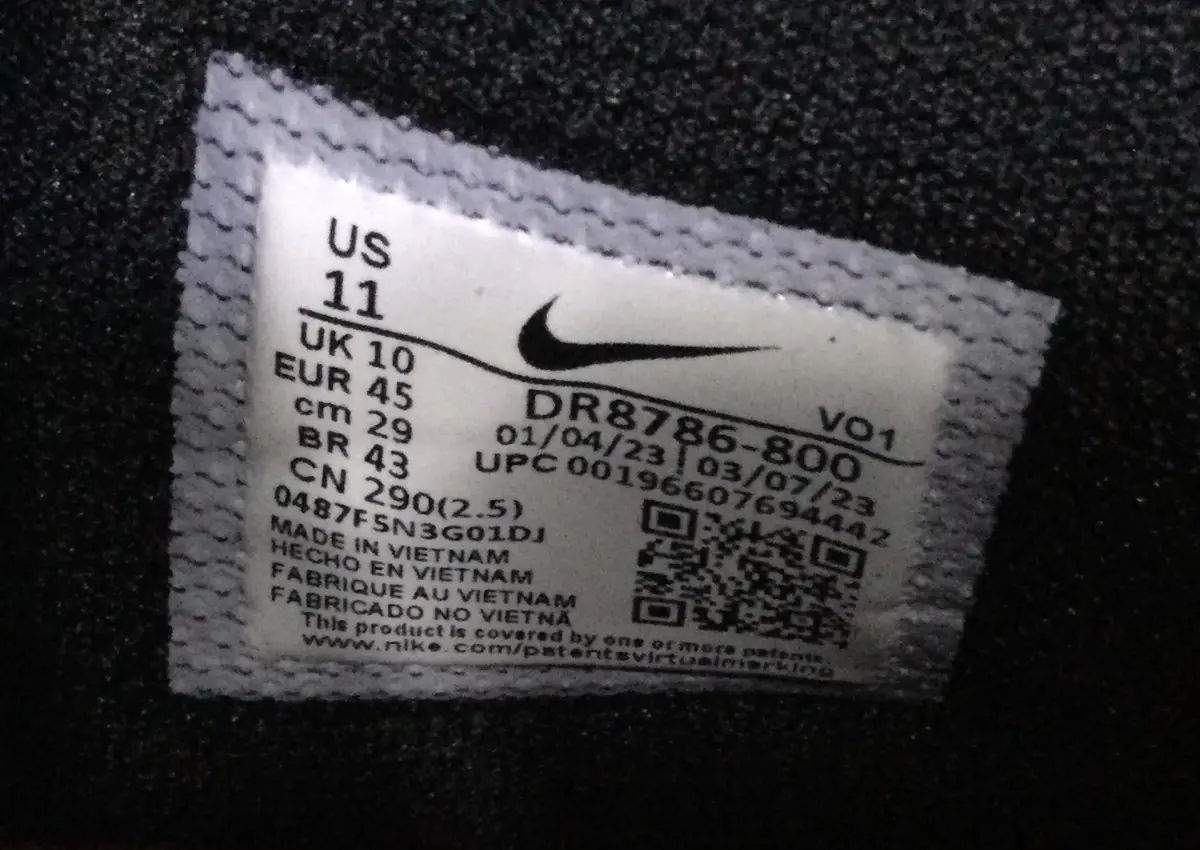 US
11
UK 10
EUR 45
cm 29
BR 43
CN 290(2.5)
0487F5N3G01DJ
MADE IN VIETNAM
HECHO EN VIETNAM
FABRIQUE AU VIETNAM
FABRICADO NO VIETNÃ
This product is covered by one or more patents.
www.nike.com/patentsvirtualmarking
VO1
DR8786-800
01/04/23 | 03/07/23
UPC 00196607694442